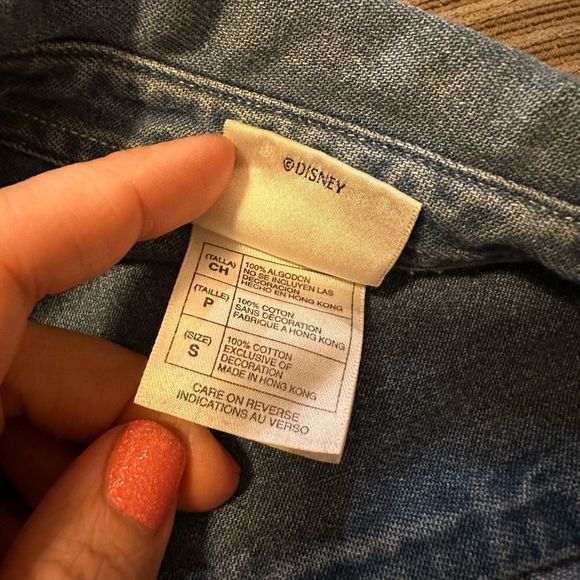 ©DISNEY
(TALLA)
CH
100% ALGODON
NO SE INCLUYEN LAS
DECORACION
HECHO EN HONG KONG
(TAILLE)
P
100% COTON
SANS DÉCORATION
FABRIQUE A HONG KONG
(SIZE)
S
100% COTTON
EXCLUSIVE OF
DECORATION
MADE IN HONG KONG
CARE ON REVERSE
INDICATIONS AU VERSO